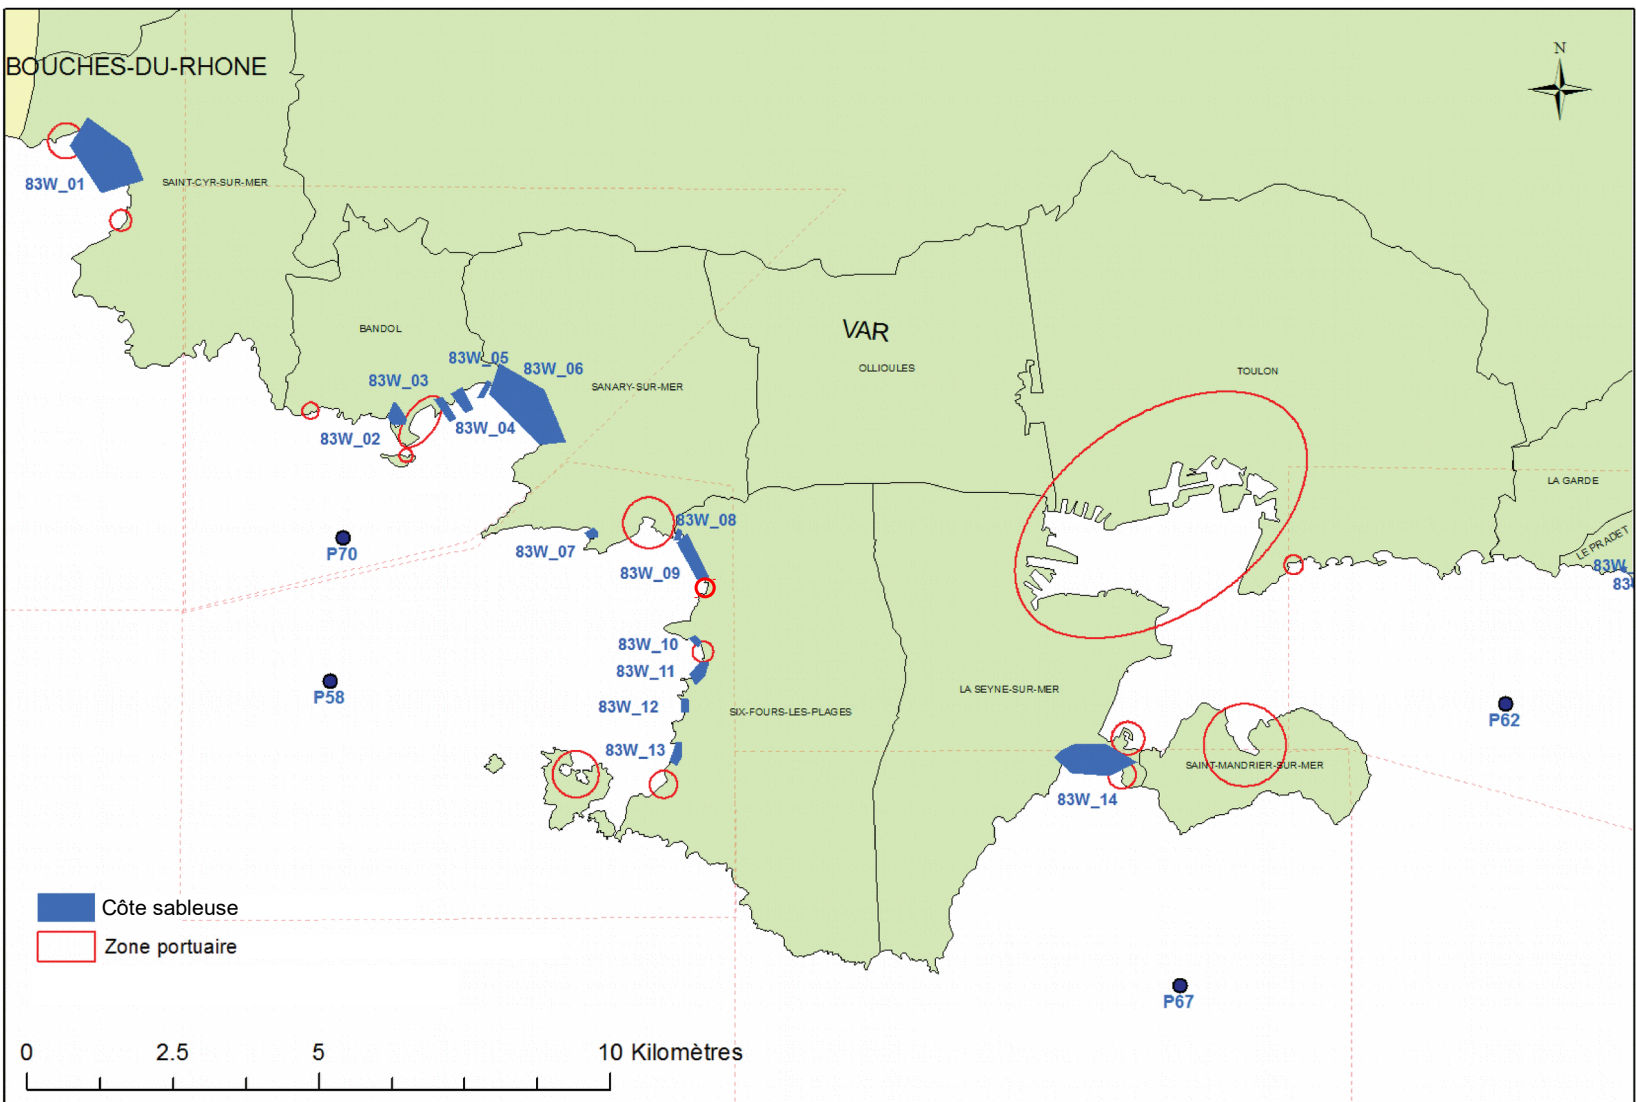 BOUCHES-DU-RHONE
N
83W_01
SAINT-CYR-SUR-MER
BANDOL
VAR
OLLIOULES
TOULON
83W_05
83W_06
83W_03
SANARY-SUR-MER
83W_04
83W_02
LA GARDE
83W_08
LE PRADET
83W_07
P70
83W_09
83W
83
83W_10
83W_11
P58
83W_12
SIX-FOURS-LES-PLAGES
LA SEYNE-SUR-MER
P62
83W_13
SAINT-MANDRIER-SUR-MER
83W_14
Côte sableuse
Zone portuaire
P67
0 2.5 5 10 Kilomètres